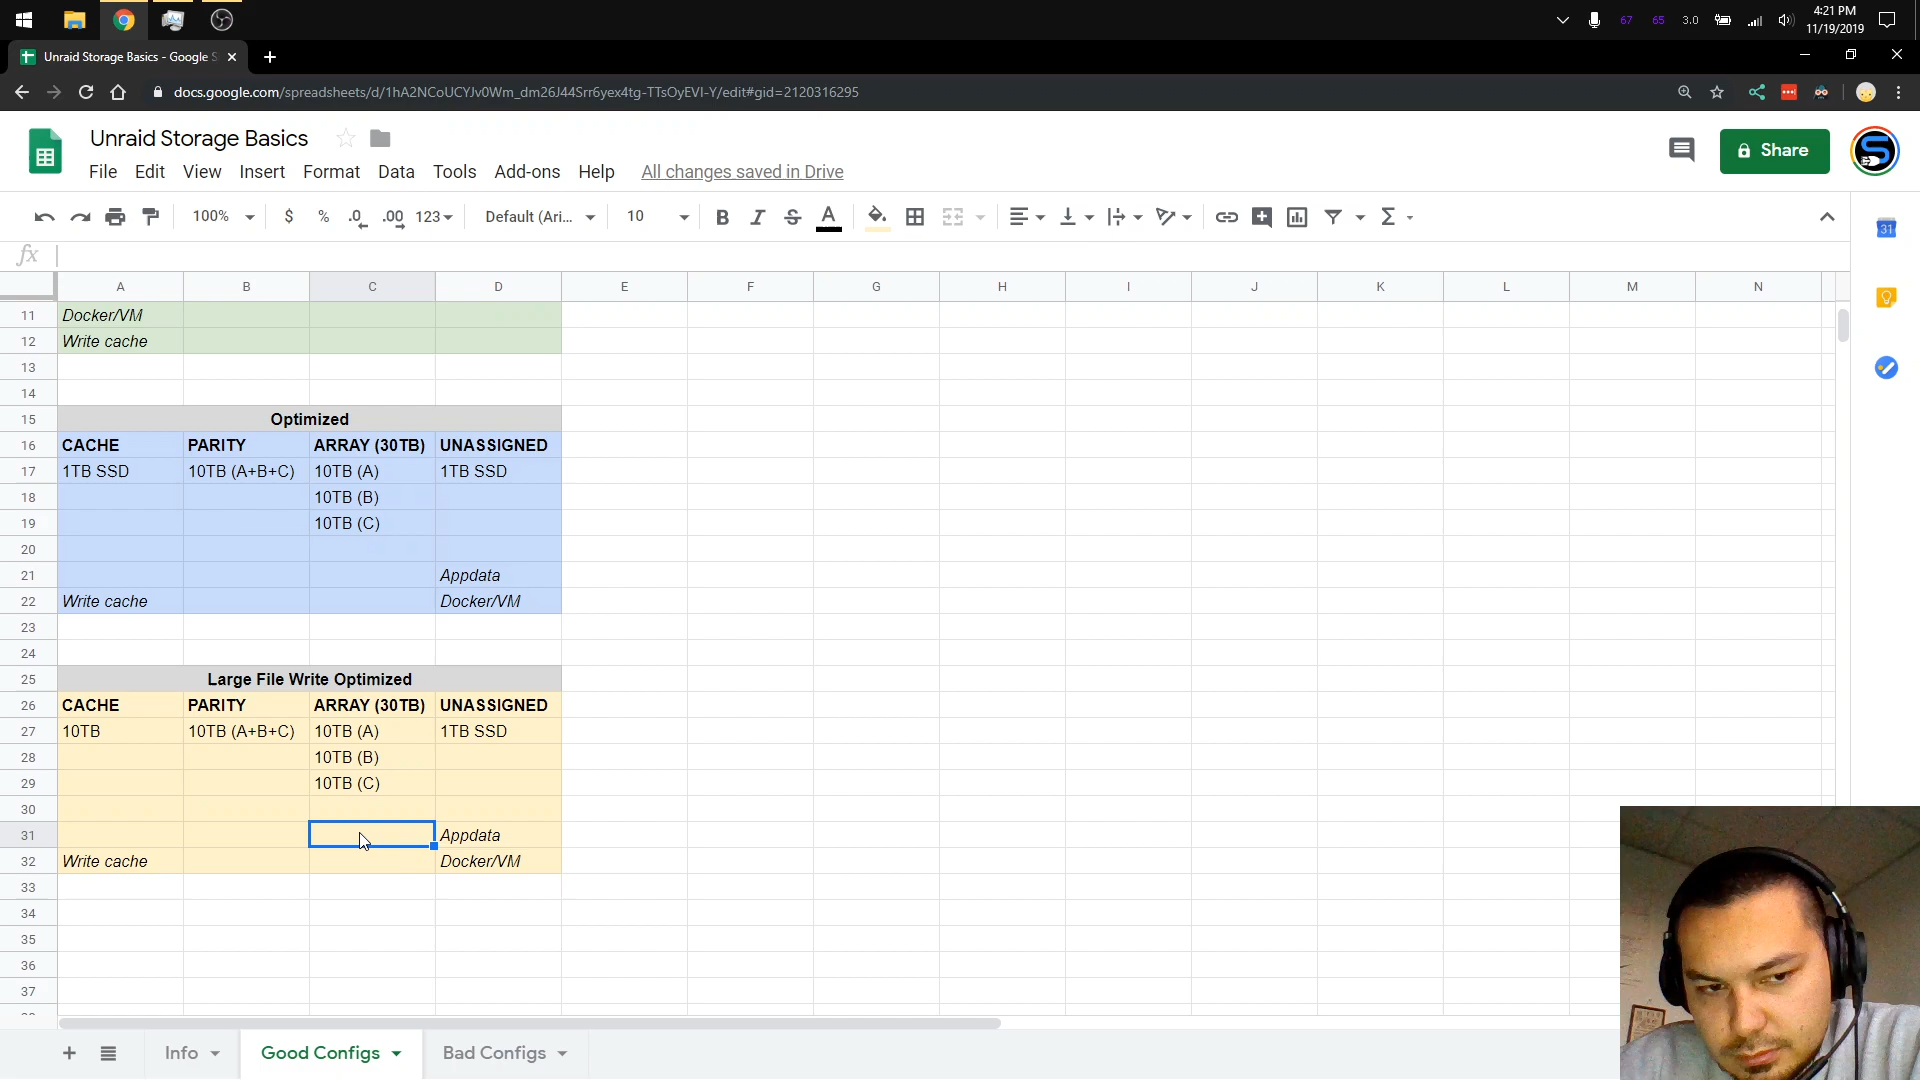 67 65 3.0 4:21 PM
11/19/2019
Unraid Storage Basics - Google S
docs.google.com/spreadsheets/d/1hA2NCoUCYJv0Wm_dm26J44Srr6yex4tg-TTsOyEVI-Y/edit#gid=2120316295
Unraid Storage Basics
File Edit View Insert Format Data Tools Add-ons Help All changes saved in Drive
Share
100% $ % .0 .00 123 Default (Ari... 10 B I S A
31
fx
A B C D E F G H I J K L M N
11 Docker/VM
12 Write cache
13
14
15 Optimized
16 CACHE PARITY ARRAY (30TB) UNASSIGNED
17 1TB SSD 10TB (A+B+C) 10TB (A) 1TB SSD
18 10TB (B)
19 10TB (C)
20
21 Appdata
22 Write cache Docker/VM
23
24
25 Large File Write Optimized
26 CACHE PARITY ARRAY (30TB) UNASSIGNED
27 10TB 10TB (A+B+C) 10TB (A) 1TB SSD
28 10TB (B)
29 10TB (C)
30
31 Appdata
32 Write cache Docker/VM
33
34
35
36
37
Info Good Configs Bad Configs